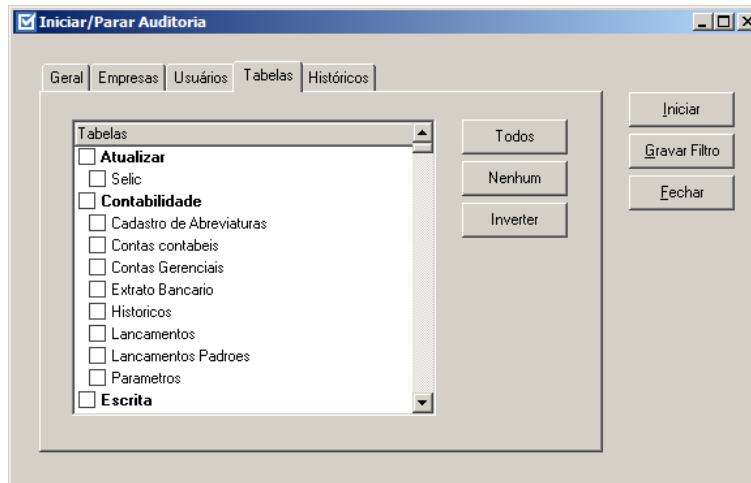 Iniciar/Parar Auditoria
Geral Empresas Usuários Tabelas Históricos
Tabelas
Atualizar
Selic
Contabilidade
Cadastro de Abreviaturas
Contas contabeis
Contas Gerenciais
Extrato Bancario
Historicos
Lancamentos
Lancamentos Padroes
Parametros
Escrita
Todos
Nenhum
Inverter
Iniciar
Gravar Filtro
Fechar